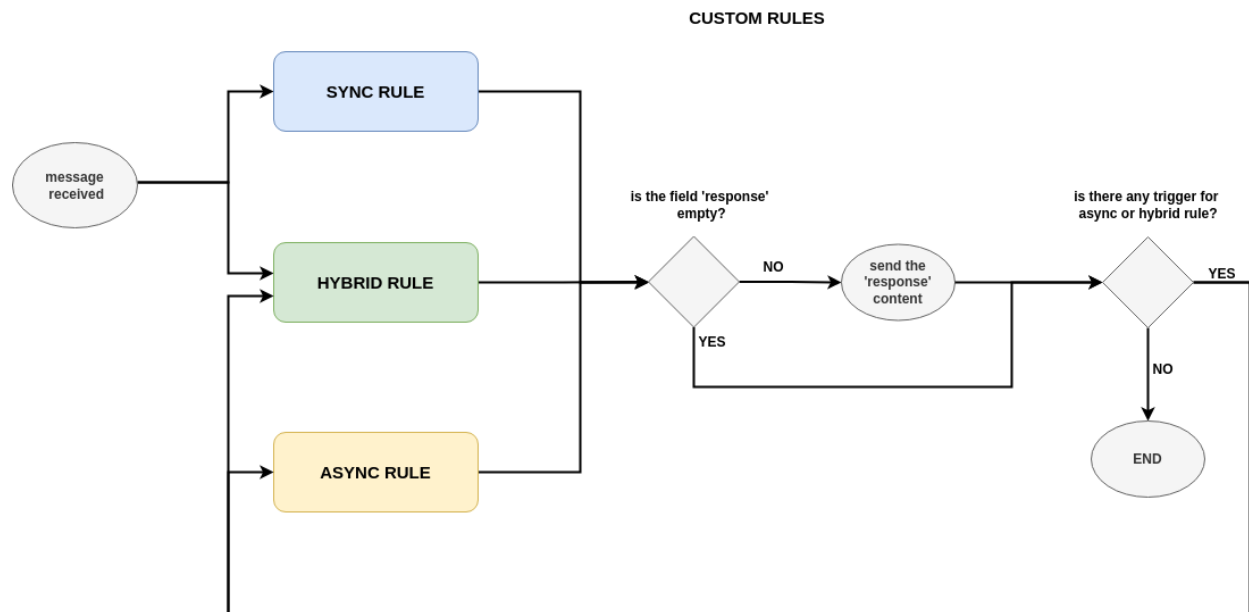 CUSTOM RULES
SYNC RULE
message
received
is the field 'response'
empty?
is there any trigger for
async or hybrid rule?
HYBRID RULE
NO
send the
'response'
content
YES
YES
NO
ASYNC RULE
END